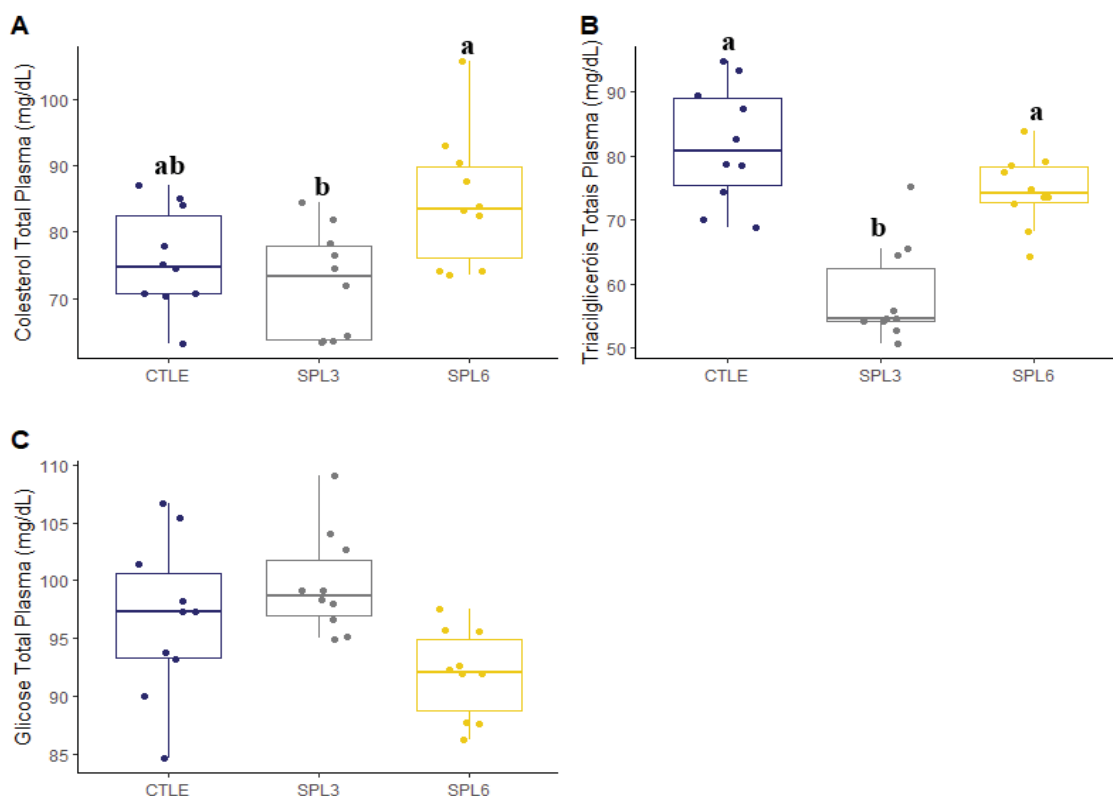 A
Colesterol Total Plasma (mg/dL)
100
90
80
70
ab
b
a
CTLE
SPL3
SPL6
B
Triacilgliceróis Totais Plasma (mg/dL)
90
80
70
60
50
a
b
a
CTLE
SPL3
SPL6
C
Glicose Total Plasma (mg/dL)
110
105
100
95
90
85
CTLE
SPL3
SPL6